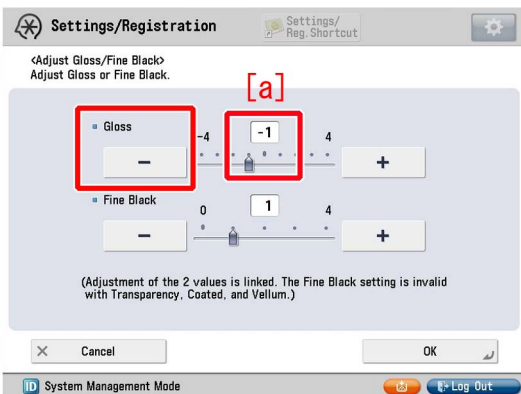 Settings/Registration
Settings/
Reg. Shortcut
<Adjust Gloss/Fine Black>
Adjust Gloss or Fine Black.
[a]
Gloss
-4
-1
4
−
+
Fine Black
0
1
4
−
+
(Adjustment of the 2 values is linked. The Fine Black setting is invalid
with Transparency, Coated, and Vellum.)
Cancel
OK
ID System Management Mode
Log Out